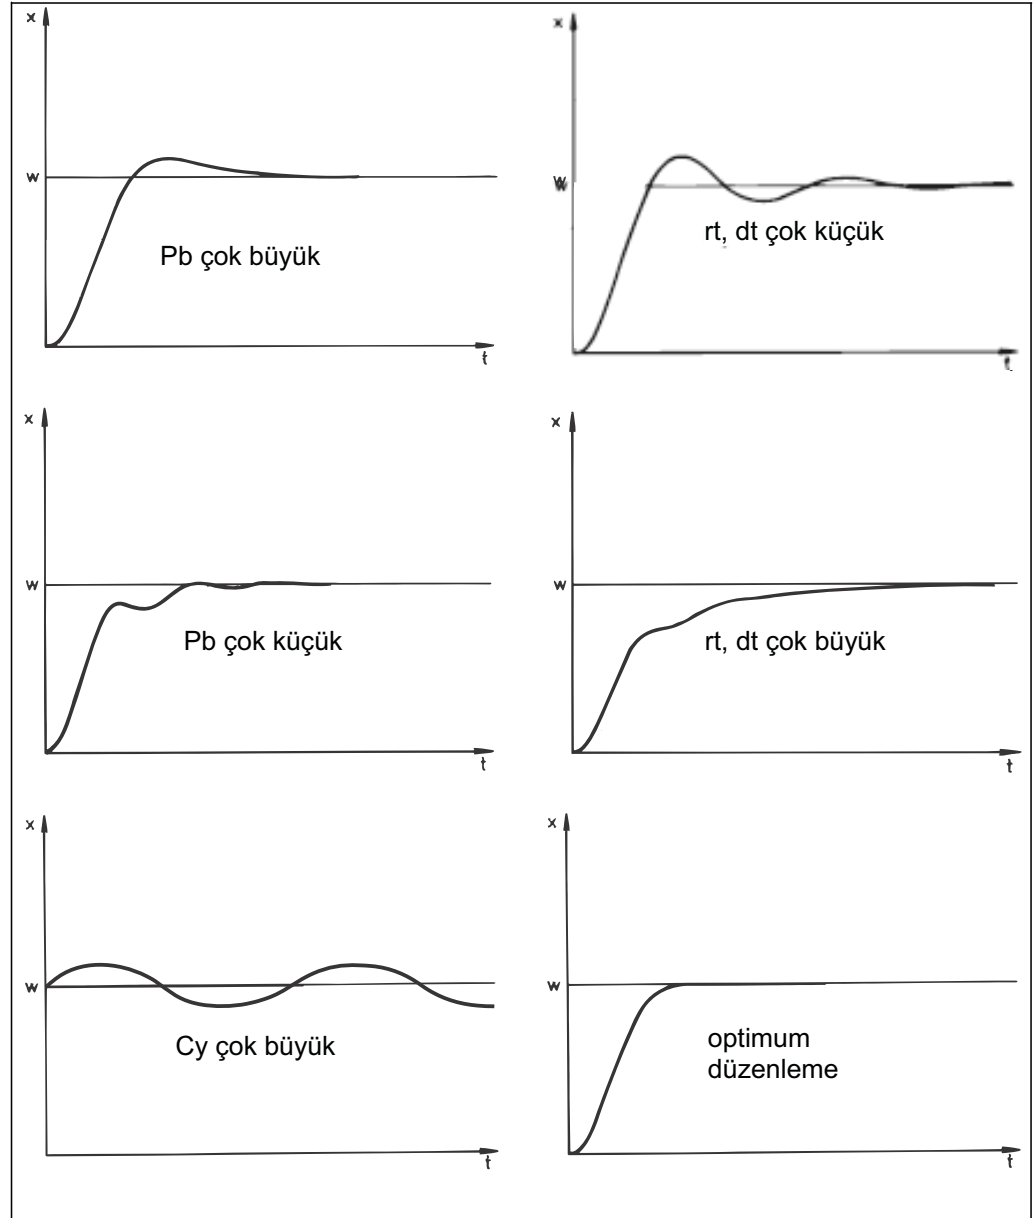 x
w
Pb çok büyük
t
x
w
rt, dt çok küçük
t
x
w
Pb çok küçük
t
x
w
rt, dt çok büyük
t
x
w
Cy çok büyük
t
x
w
optimum
düzenleme
t